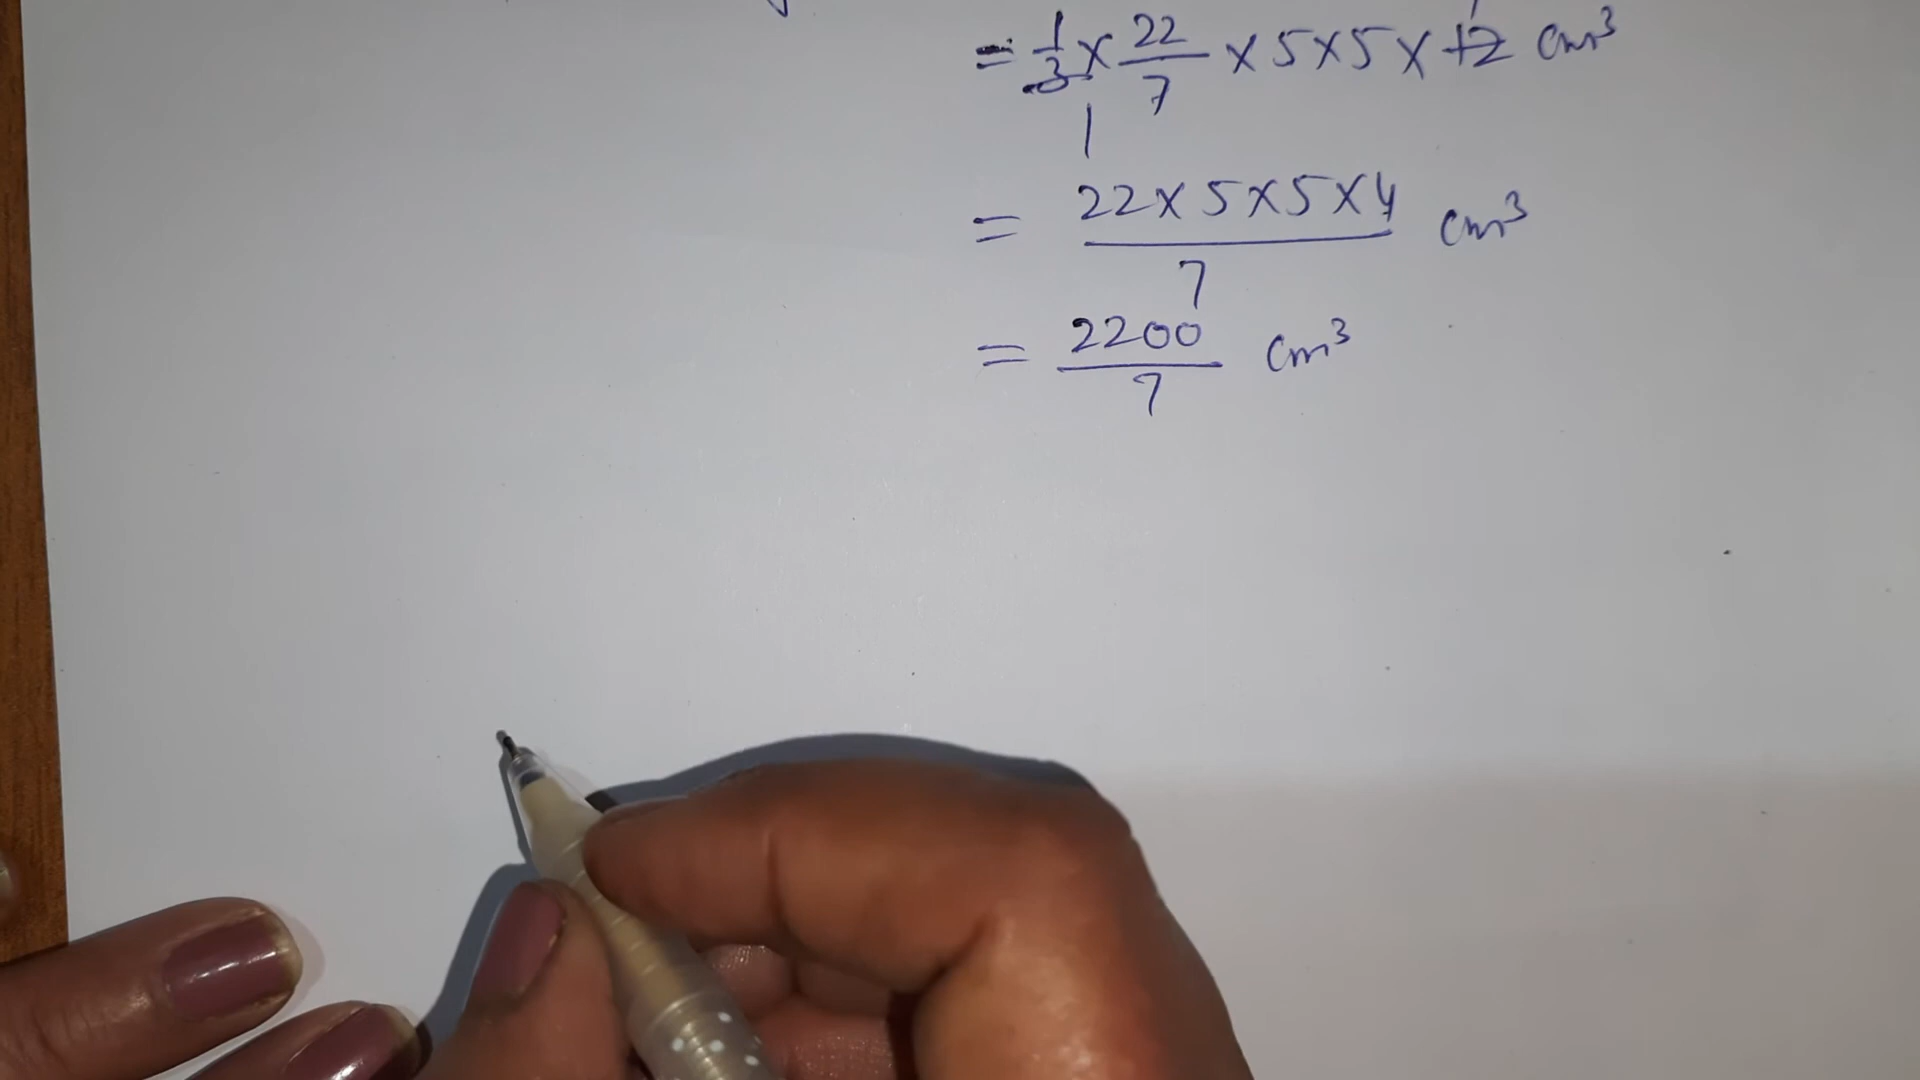 = 1/3 × 22/7 × 5×5× 12 cm³
1
= 22×5×5×4/7 cm³
= 2200/7 cm³